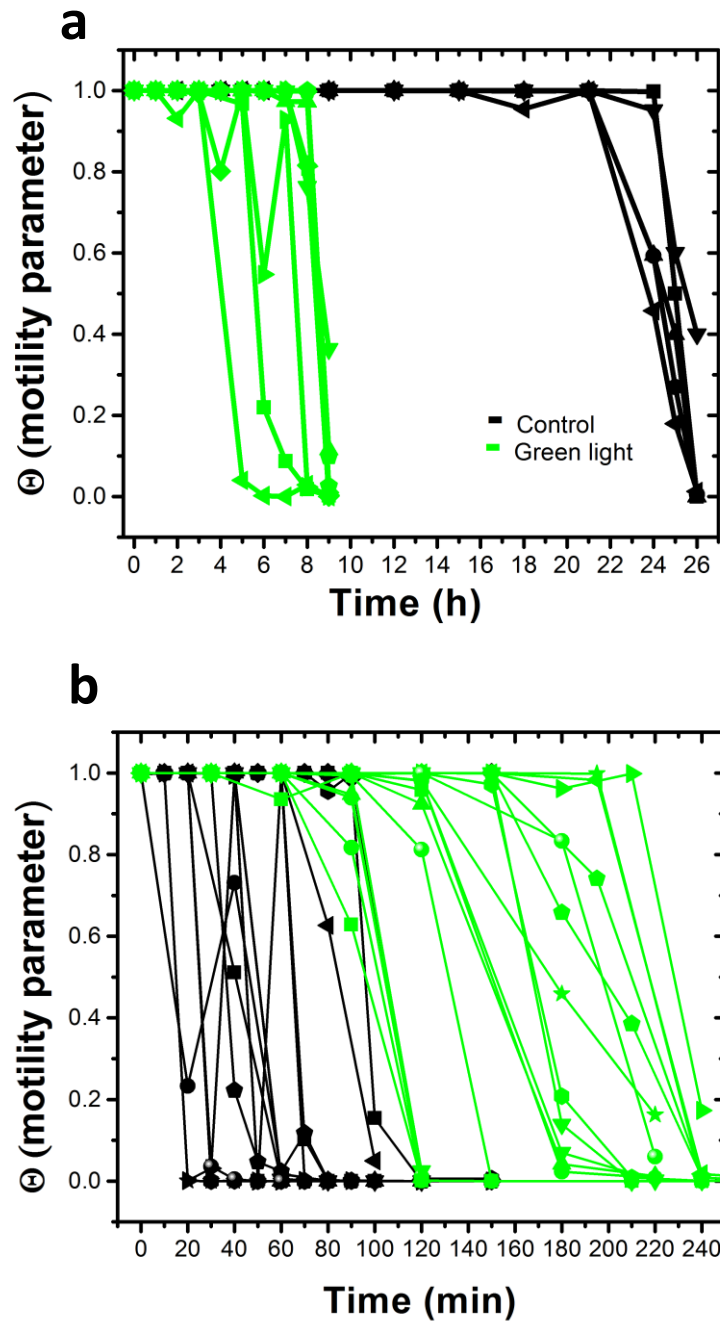 a
1.0
0.8
0.6
0.4
0.2
0.0
Θ (motility parameter)
Control
Green light
0 2 4 6 8 10 12 14 16 18 20 22 24 26
Time (h)
b
1.0
0.8
0.6
0.4
0.2
0.0
Θ (motility parameter)
0 20 40 60 80 100 120 140 160 180 200 220 240
Time (min)